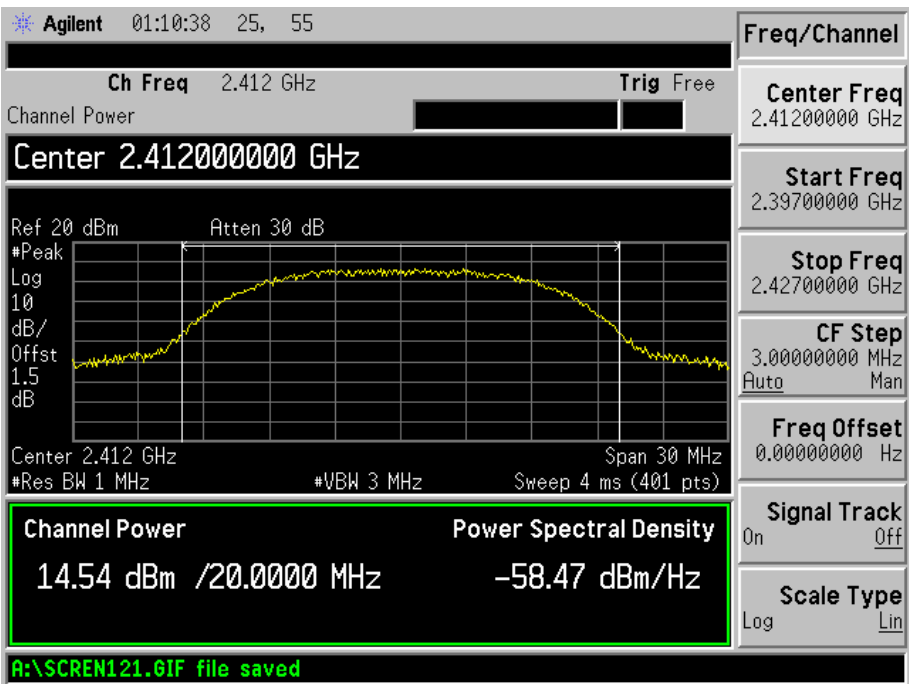 Agilent 01:10:38 25, 55
Ch Freq 2.412 GHz Trig Free
Channel Power
Center 2.412000000 GHz
Ref 20 dBm Atten 30 dB
#Peak
Log
10
dB/
Offst
1.5
dB
Center 2.412 GHz Span 30 MHz
#Res BW 1 MHz #VBW 3 MHz Sweep 4 ms (401 pts)
Channel Power Power Spectral Density
14.54 dBm /20.0000 MHz -58.47 dBm/Hz
A:\SCREN121.GIF file saved
Freq/Channel
Center Freq
2.41200000 GHz
Start Freq
2.39700000 GHz
Stop Freq
2.42700000 GHz
CF Step
3.00000000 MHz
Auto Man
Freq Offset
0.00000000 Hz
Signal Track
On Off
Scale Type
Log Lin